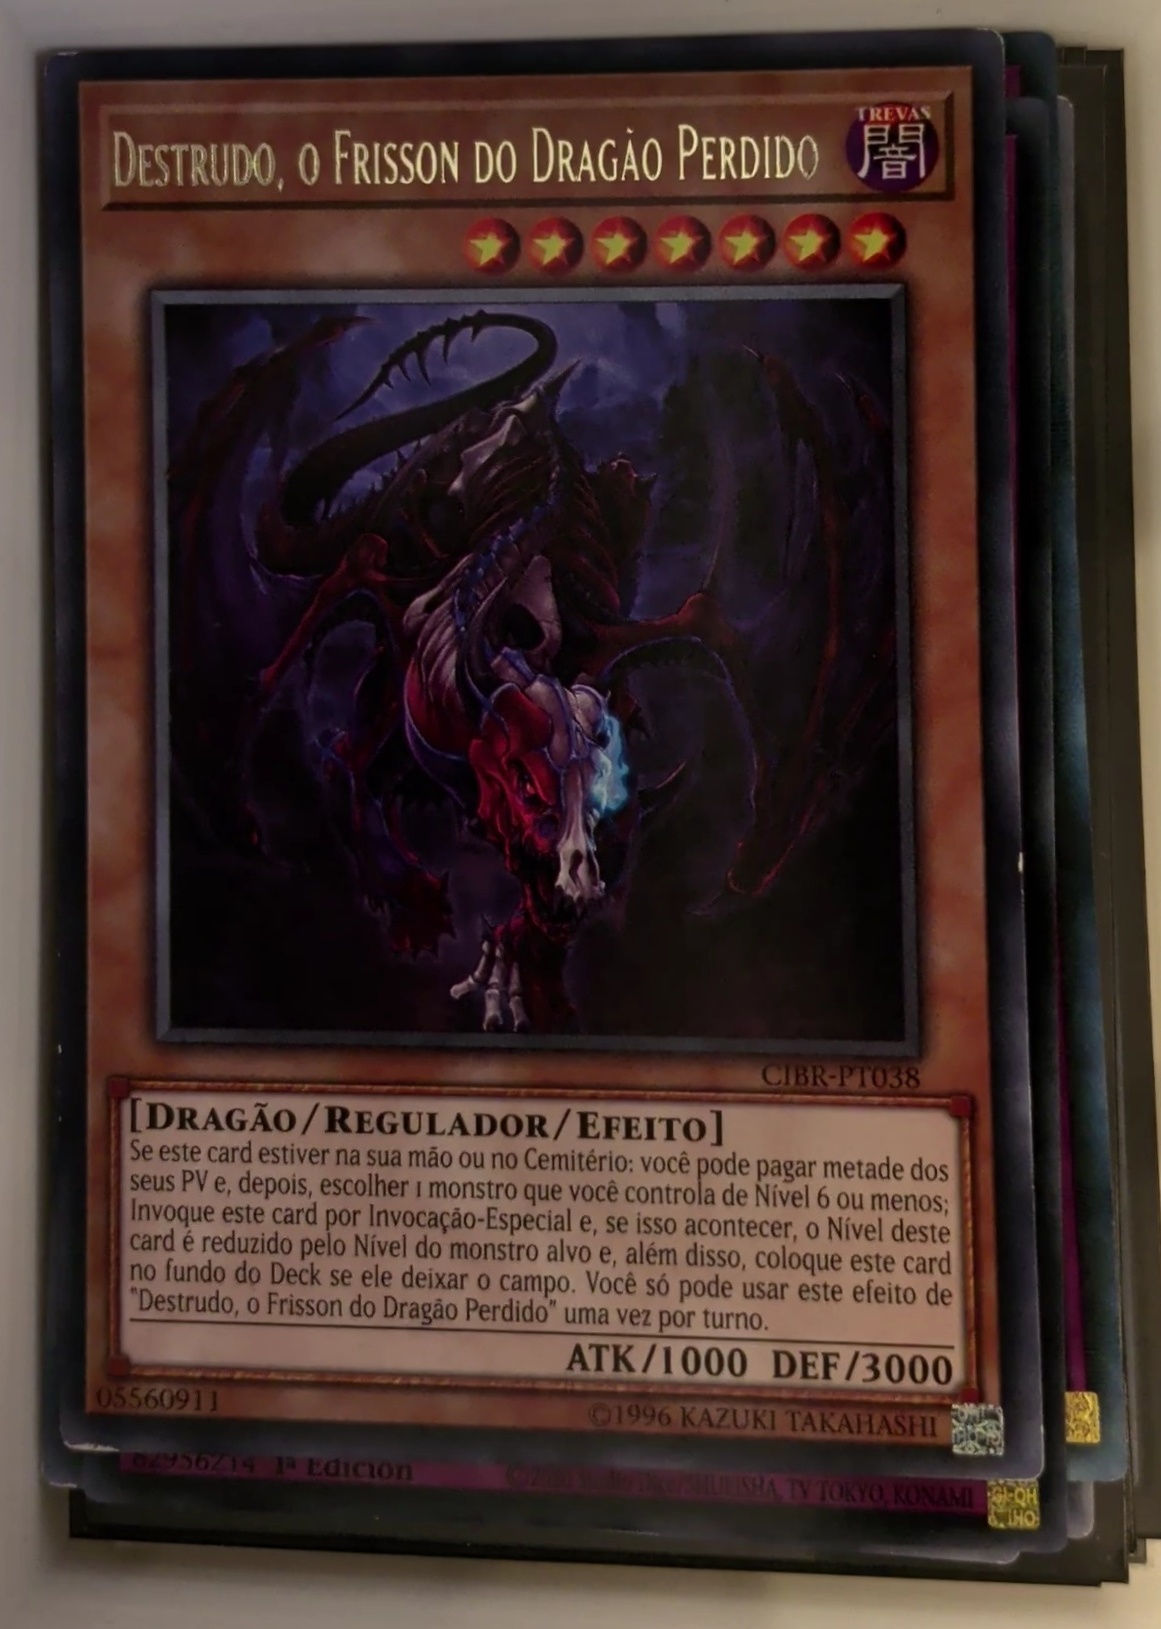 DESTRUDO, O FRISSON DO DRAGÃO PERDIDO
TREVAS
闇
CIBR-PT038
[DRAGÃO/REGULADOR/EFEITO]
Se este card estiver na sua mão ou no Cemitério: você pode pagar metade dos
seus PV e, depois, escolher 1 monstro que você controla de Nível 6 ou menos;
Invoque este card por Invocação-Especial e, se isso acontecer, o Nível deste
card é reduzido pelo Nível do monstro alvo e, além disso, coloque este card
no fundo do Deck se ele deixar o campo. Você só pode usar este efeito de
"Destrudo, o Frisson do Dragão Perdido" uma vez por turno.
ATK/1000 DEF/3000
05560911
©1996 KAZUKI TAKAHASHI
82956214 1ª Edición
SHUEISHA, TV TOKYO, KONAMI